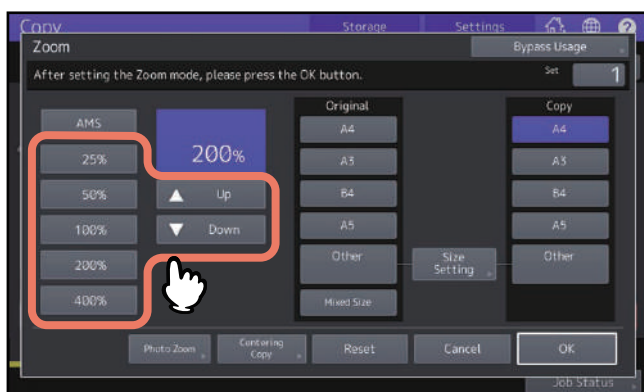 Copy
Storage
Settings
?
Zoom
Bypass Usage
After setting the Zoom mode, please press the OK button.
Set
1
AMS
25%
50%
100%
200%
400%
200%
Up
Down
Original
A4
A3
B4
A5
Other
Mixed Size
Size
Setting
Copy
A4
A3
B4
A5
Other
Photo Zoom
Centering
Copy
Reset
Cancel
OK
Job Status